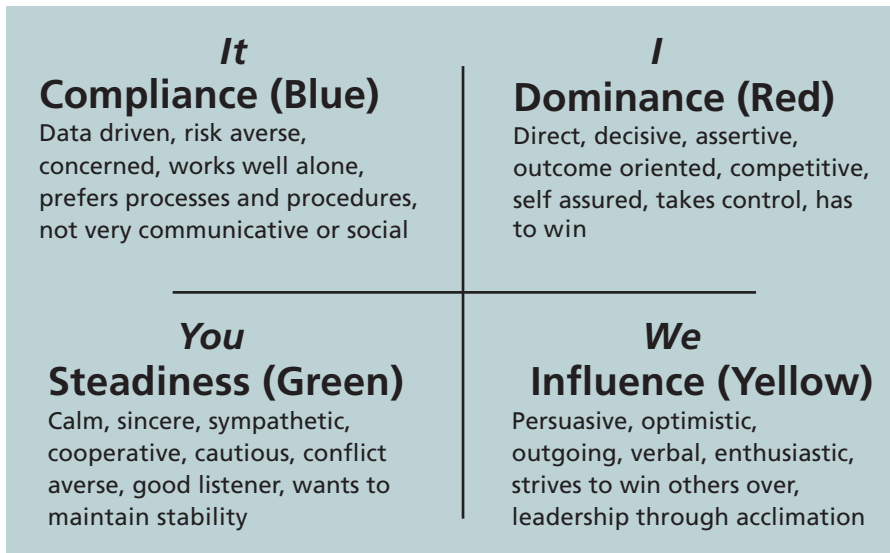 It
Compliance (Blue)
Data driven, risk averse,
concerned, works well alone,
prefers processes and procedures,
not very communicative or social
I
Dominance (Red)
Direct, decisive, assertive,
outcome oriented, competitive,
self assured, takes control, has
to win
You
Steadiness (Green)
Calm, sincere, sympathetic,
cooperative, cautious, conflict
averse, good listener, wants to
maintain stability
We
Influence (Yellow)
Persuasive, optimistic,
outgoing, verbal, enthusiastic,
strives to win others over,
leadership through acclimation